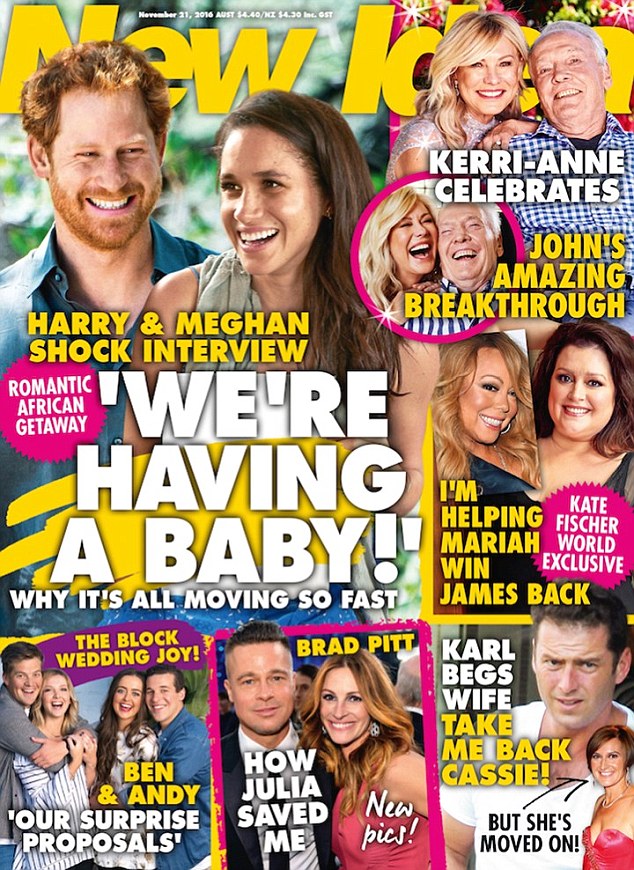 New Idea
November 21, 2016 AUST $4.40/NZ $4.30 Inc. GST
KERRI-ANNE
CELEBRATES
JOHN'S
AMAZING
BREAKTHROUGH
HARRY & MEGHAN
SHOCK INTERVIEW
ROMANTIC
AFRICAN
GETAWAY
'WE'RE
HAVING
A BABY!'
WHY IT'S ALL MOVING SO FAST
I'M
HELPING
MARIAH
WIN
JAMES BACK
KATE
FISCHER
WORLD
EXCLUSIVE
THE BLOCK
WEDDING JOY!
BEN
& ANDY
'OUR SURPRISE
PROPOSALS'
BRAD PITT
HOW
JULIA
SAVED
ME
New
pics!
KARL
BEGS
WIFE
TAKE
ME BACK
CASSIE!
BUT SHE'S
MOVED ON!